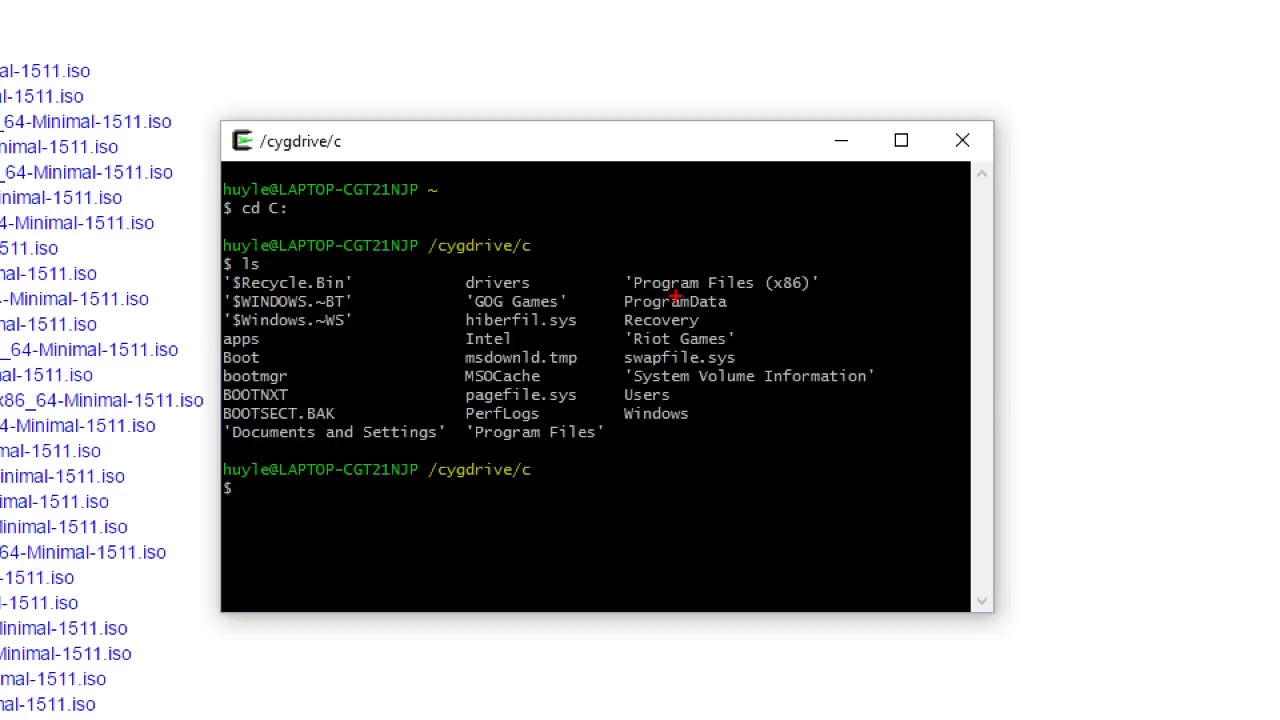 al-1511.iso
l-1511.iso
_64-Minimal-1511.iso
nimal-1511.iso
_64-Minimal-1511.iso
inimal-1511.iso
4-Minimal-1511.iso
511.iso
mal-1511.iso
-Minimal-1511.iso
mal-1511.iso
_64-Minimal-1511.iso
al-1511.iso
x86_64-Minimal-1511.iso
4-Minimal-1511.iso
mal-1511.iso
inimal-1511.iso
imal-1511.iso
Minimal-1511.iso
64-Minimal-1511.iso
-1511.iso
l-1511.iso
Minimal-1511.iso
Minimal-1511.iso
mal-1511.iso
nal-1511.iso
/cygdrive/c
huyle@LAPTOP-CGT21NJP ~
$ cd C:
huyle@LAPTOP-CGT21NJP /cygdrive/c
$ ls
'$Recycle.Bin' drivers 'Program Files (x86)'
'$WINDOWS.~BT' 'GOG Games' ProgramData
'$Windows.~WS' hiberfil.sys Recovery
apps Intel 'Riot Games'
Boot msdownld.tmp swapfile.sys
bootmgr MSOCache 'System Volume Information'
BOOTNXT pagefile.sys Users
BOOTSECT.BAK PerfLogs Windows
'Documents and Settings' 'Program Files'
huyle@LAPTOP-CGT21NJP /cygdrive/c
$